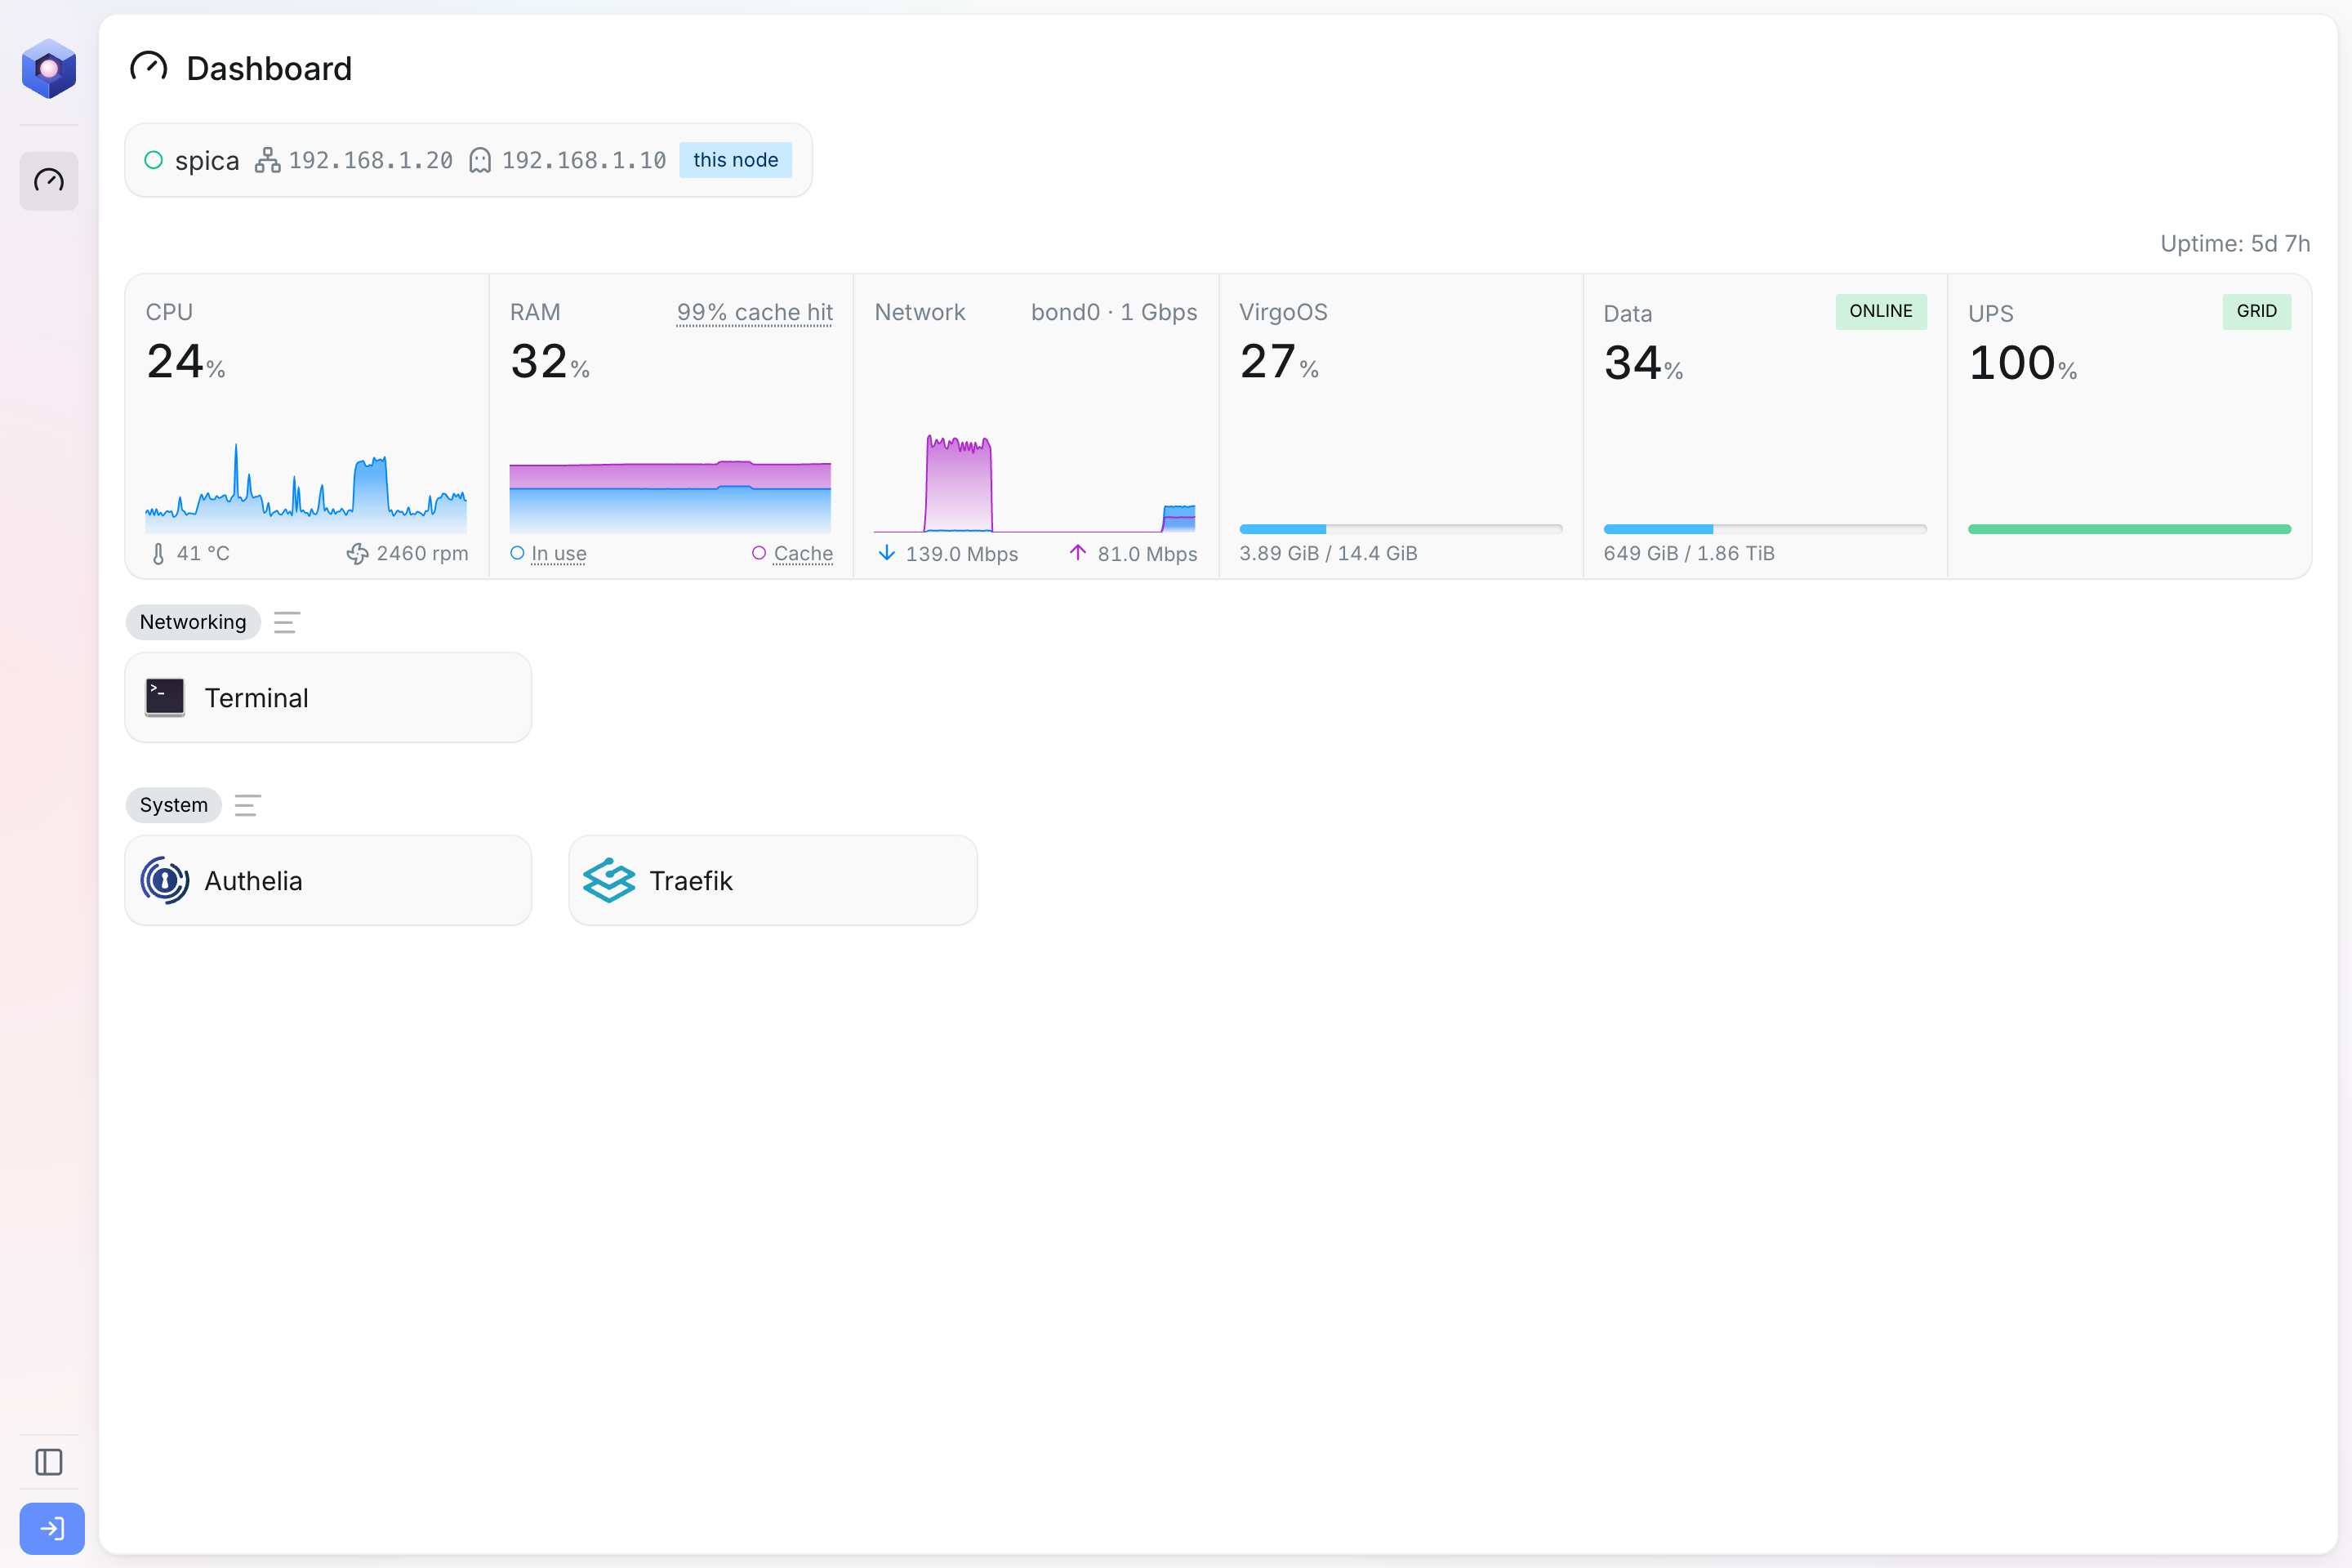 Dashboard
spica 192.168.1.20 192.168.1.10 this node
Uptime: 5d 7h
CPU
24%
41 °C 2460 rpm
RAM 99% cache hit
32%
In use Cache
Network bond0 · 1 Gbps
139.0 Mbps 81.0 Mbps
VirgoOS
27%
3.89 GiB / 14.4 GiB
Data ONLINE
34%
649 GiB / 1.86 TiB
UPS GRID
100%
Networking
>_ Terminal
System
Authelia Traefik